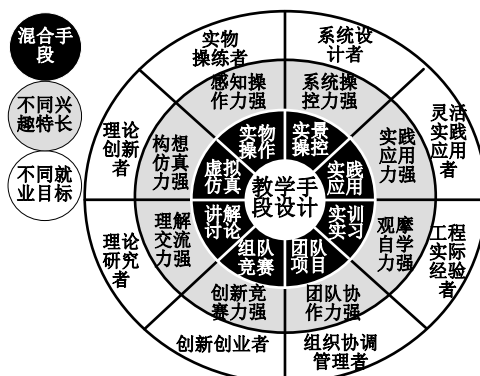 混合手
段
不同兴
趣特长
不同就
业目标
实物
操练者
系统设
计者
灵活
实践
应用
者
工程
实际
经验
者
组织协调
管理者
创新创业者
理论
研究
者
理论
创新
者
感知操
作力强
系统操
控力强
实践
应用
力强
观摩
自学
力强
团队协
作力强
创新竞
赛力强
理解
交流
力强
构想
仿真
力强
实物
操作
实景
操控
实践
应用
实训
实习
团队
项目
组队
竞赛
讲解
讨论
虚拟
仿真
教学手
段设计